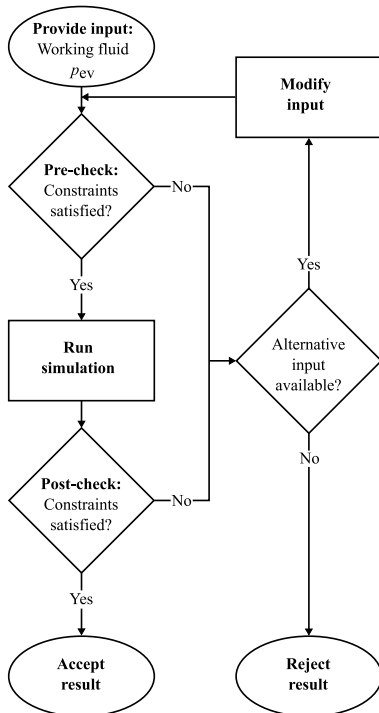 Provide input:
Working fluid
pev
Modify
input
Pre-check:
Constraints
satisfied?
No
Yes
Yes
Run
simulation
Alternative
input
available?
Post-check:
Constraints
satisfied?
No
No
Yes
Accept
result
Reject
result